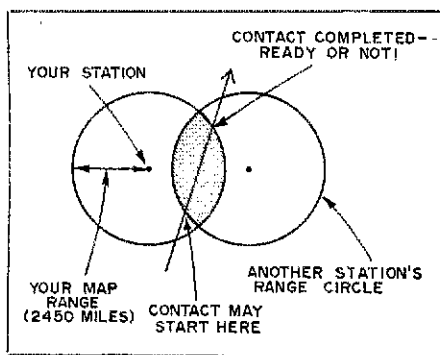 CONTACT COMPLETED--
READY OR NOT!
YOUR STATION
YOUR MAP
RANGE
(2450 MILES)
CONTACT MAY
START HERE
ANOTHER STATION'S
RANGE CIRCLE